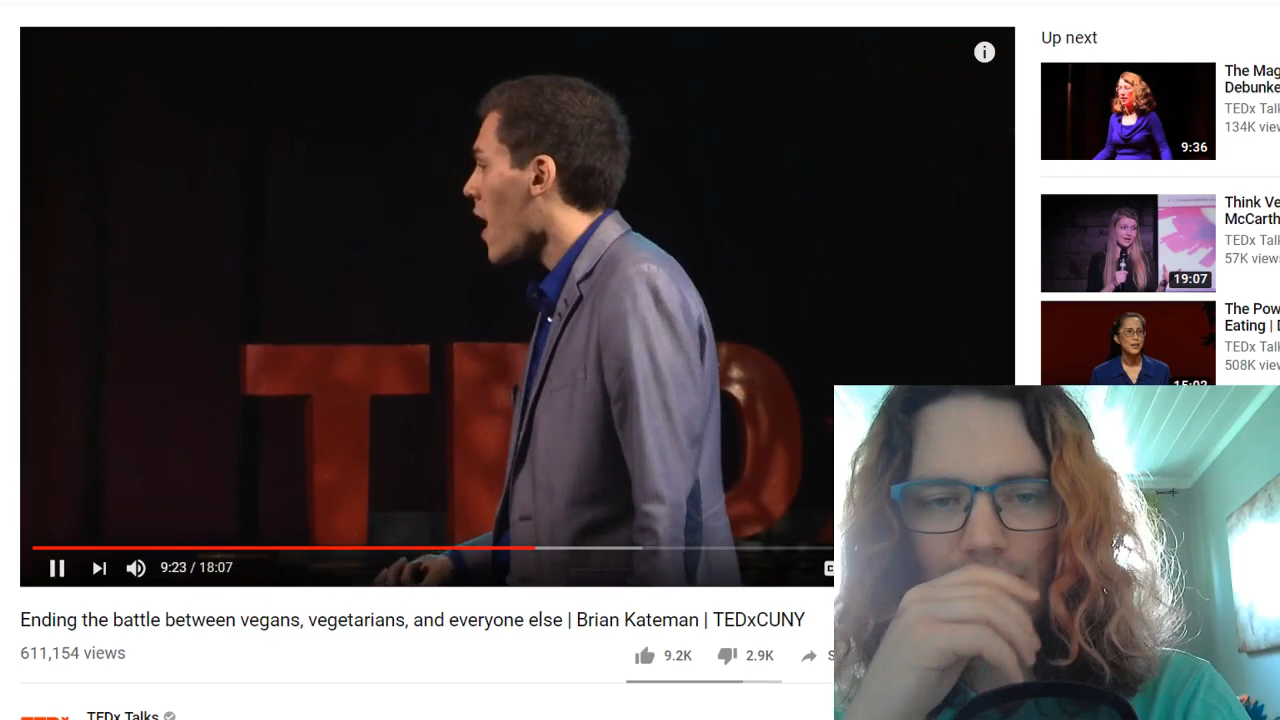 TED
9:23 / 18:07
Ending the battle between vegans, vegetarians, and everyone else | Brian Kateman | TEDxCUNY
611,154 views
9.2K
2.9K
S
TEDx Talks
Up next
The Mag
Debunke
TEDx Talk
134K view
9:36
Think Ve
McCarth
TEDx Talk
57K views
19:07
The Pow
Eating | D
TEDx Talk
508K view
15:02